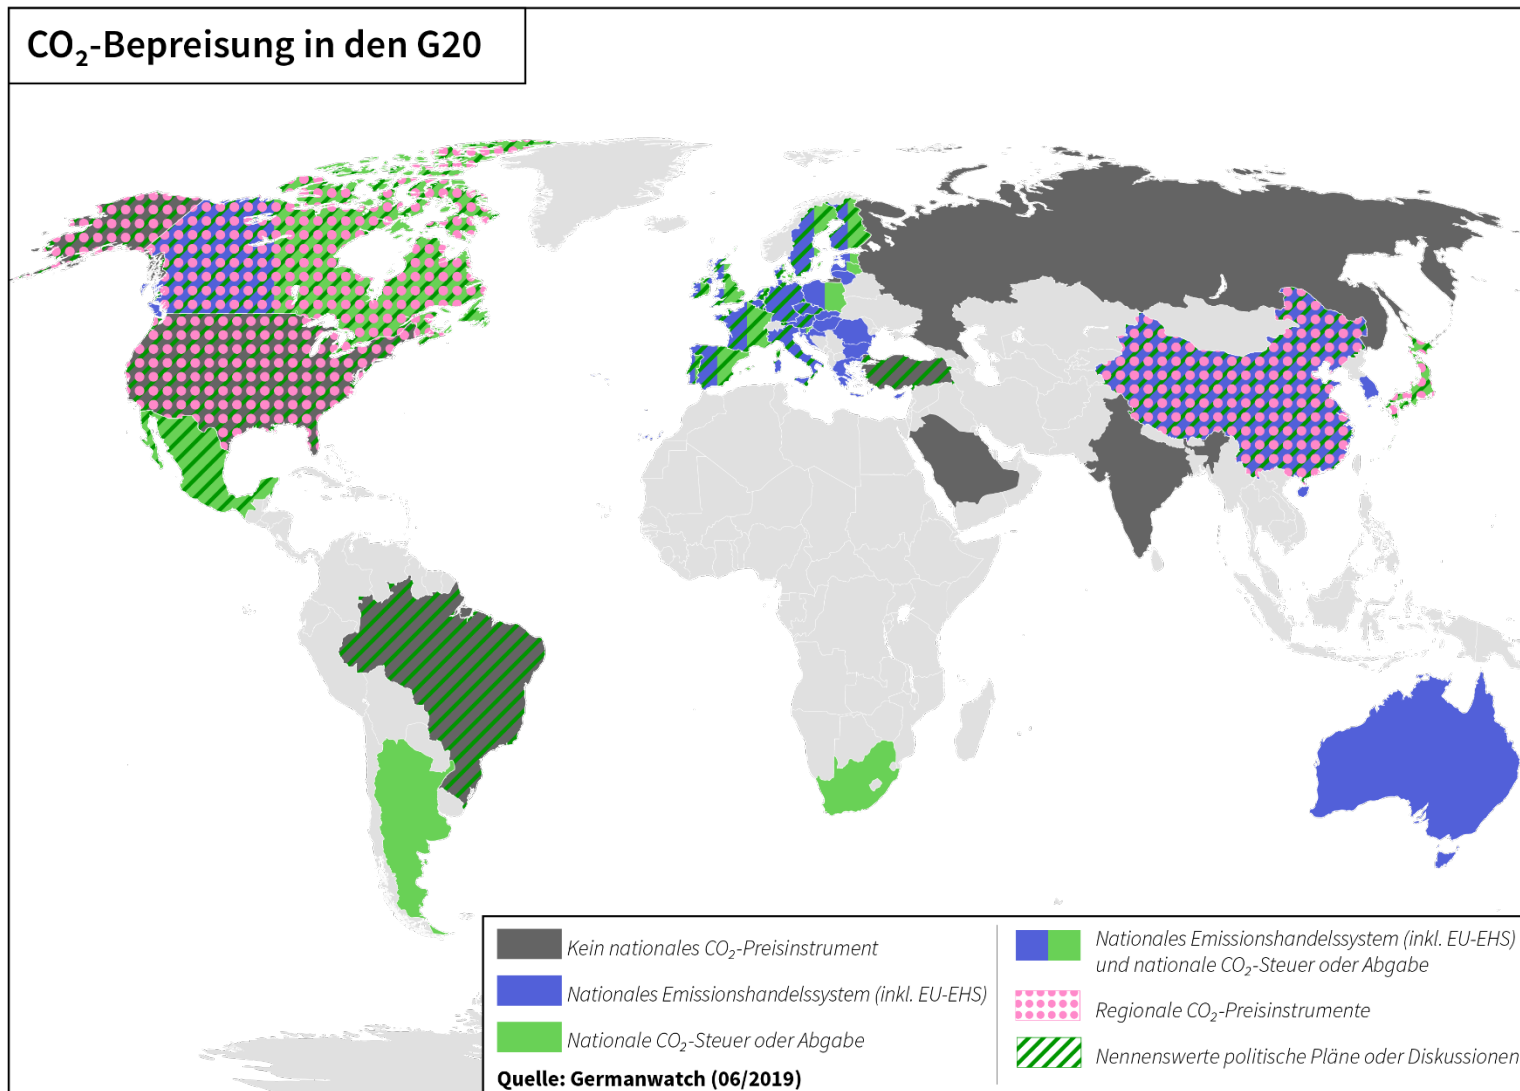 CO₂-Bepreisung in den G20
Kein nationales CO₂-Preisinstrument
Nationales Emissionshandelssystem (inkl. EU-EHS)
Nationale CO₂-Steuer oder Abgabe
Quelle: Germanwatch (06/2019)
Nationales Emissionshandelssystem (inkl. EU-EHS)
und nationale CO₂-Steuer oder Abgabe
Regionale CO₂-Preisinstrumente
Nennenswerte politische Pläne oder Diskussionen